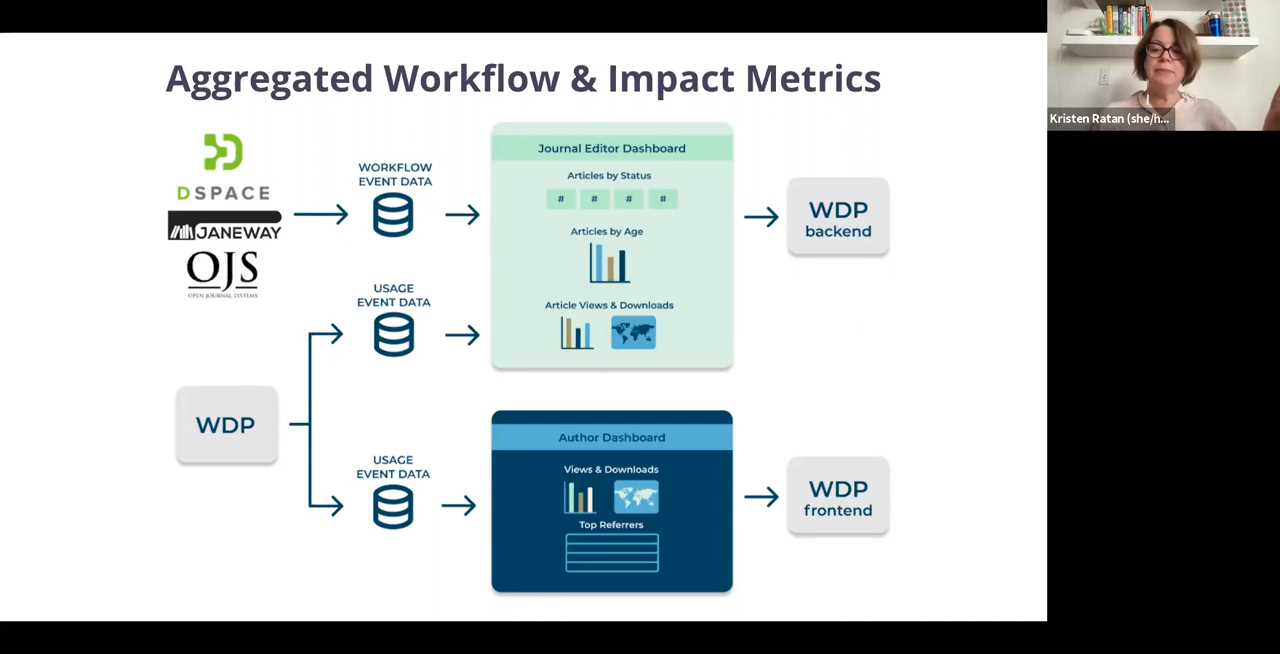 Aggregated Workflow & Impact Metrics
Kristen Ratan (she/h...
DSPACE
JANEWAY
OJS
OPEN JOURNAL SYSTEMS
WORKFLOW
EVENT DATA
Journal Editor Dashboard
Articles by Status
# # # #
Articles by Age
Article Views & Downloads
WDP
backend
USAGE
EVENT DATA
WDP
USAGE
EVENT DATA
Author Dashboard
Views & Downloads
Top Referrers
WDP
frontend